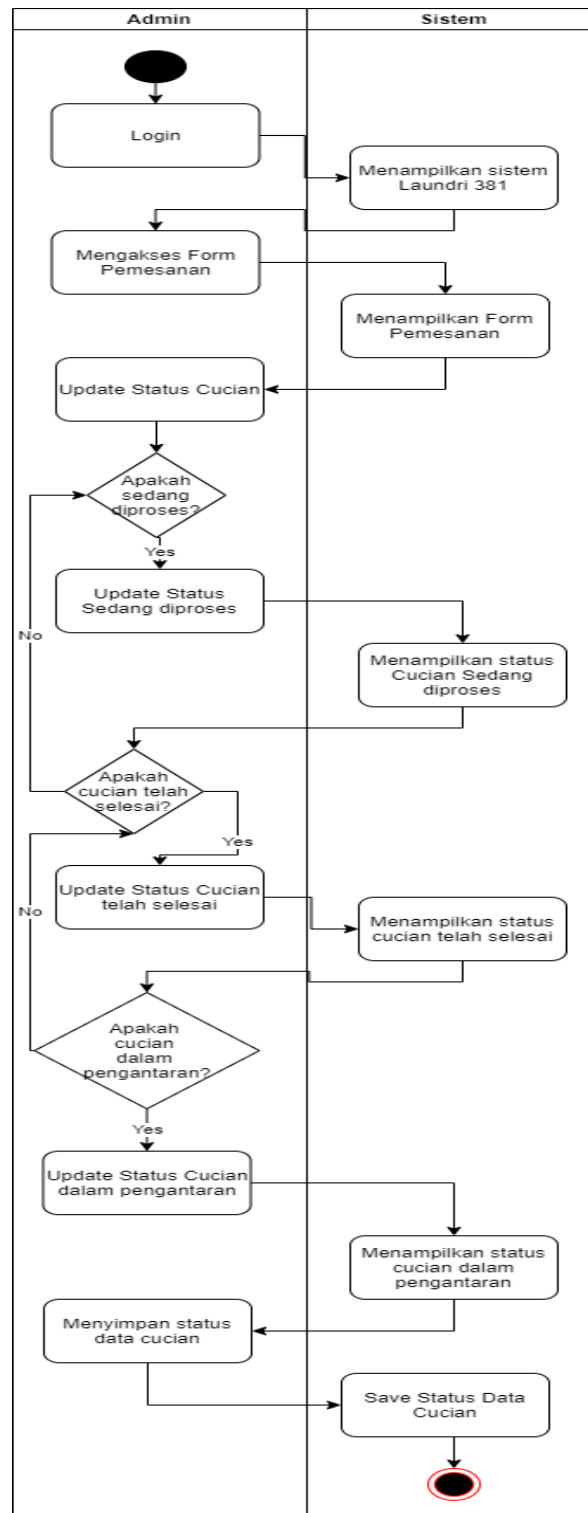 Admin
Sistem
Login
Menampilkan sistem
Laundri 381
Mengakses Form
Pemesanan
Menampilkan Form
Pemesanan
Update Status Cucian
Apakah
sedang
diproses?
Yes
Update Status
Sedang diproses
No
Menampilkan status
Cucian Sedang
diproses
Apakah
cucian telah
selesai?
Yes
Update Status Cucian
telah selesai
No
Menampilkan status
cucian telah selesai
Apakah
cucian
dalam
pengantaran?
Yes
Update Status Cucian
dalam pengantaran
Menampilkan status
cucian dalam
pengantaran
Menyimpan status
data cucian
Save Status Data
Cucian